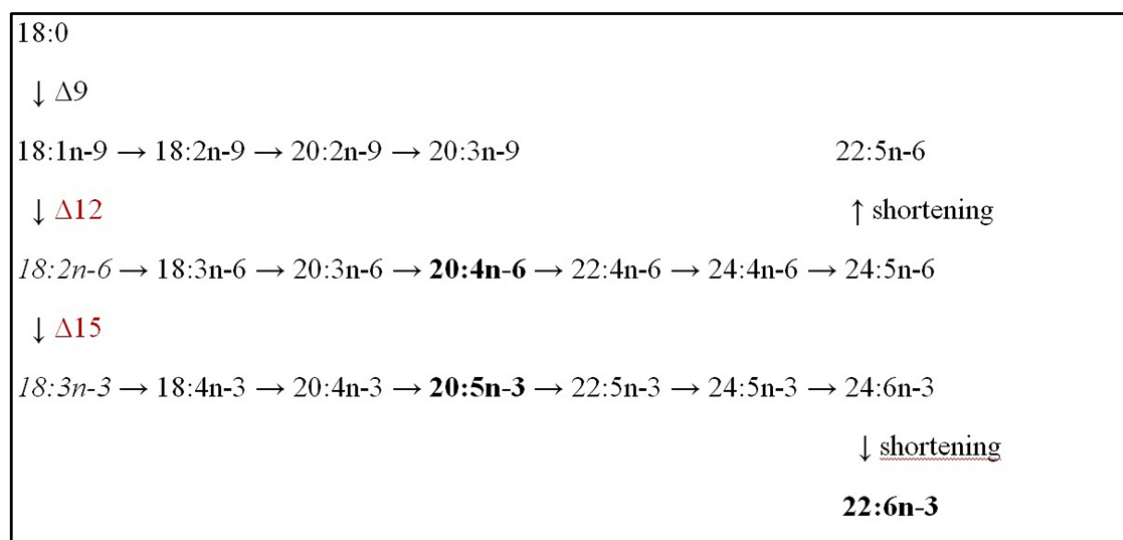 18:0
↓ Δ9
18:1n-9 → 18:2n-9 → 20:2n-9 → 20:3n-9 22:5n-6
↓ Δ12 ↑ shortening
18:2n-6 → 18:3n-6 → 20:3n-6 → 20:4n-6 → 22:4n-6 → 24:4n-6 → 24:5n-6
↓ Δ15
18:3n-3 → 18:4n-3 → 20:4n-3 → 20:5n-3 → 22:5n-3 → 24:5n-3 → 24:6n-3
↓ shortening
22:6n-3